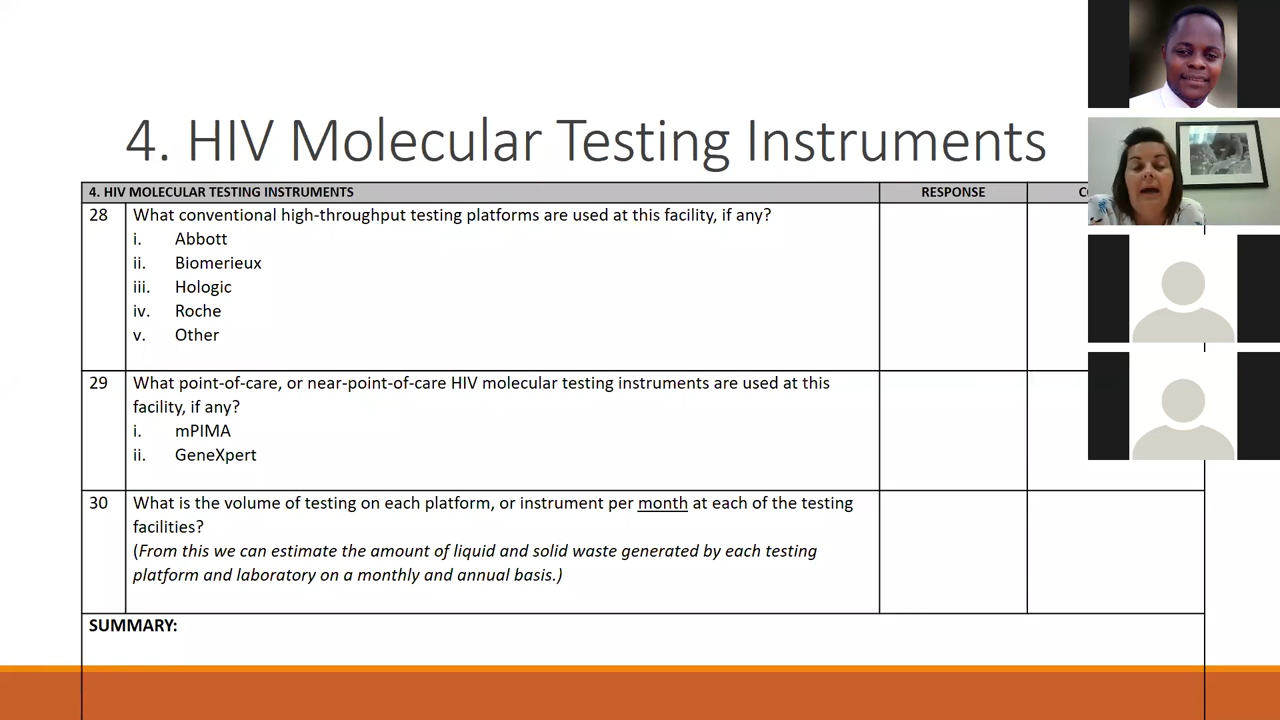 4. HIV Molecular Testing Instruments
4. HIV MOLECULAR TESTING INSTRUMENTS RESPONSE
28 What conventional high-throughput testing platforms are used at this facility, if any?
i. Abbott
ii. Biomerieux
iii. Hologic
iv. Roche
v. Other
29 What point-of-care, or near-point-of-care HIV molecular testing instruments are used at this
facility, if any?
i. mPIMA
ii. GeneXpert
30 What is the volume of testing on each platform, or instrument per month at each of the testing
facilities?
(From this we can estimate the amount of liquid and solid waste generated by each testing
platform and laboratory on a monthly and annual basis.)
SUMMARY: